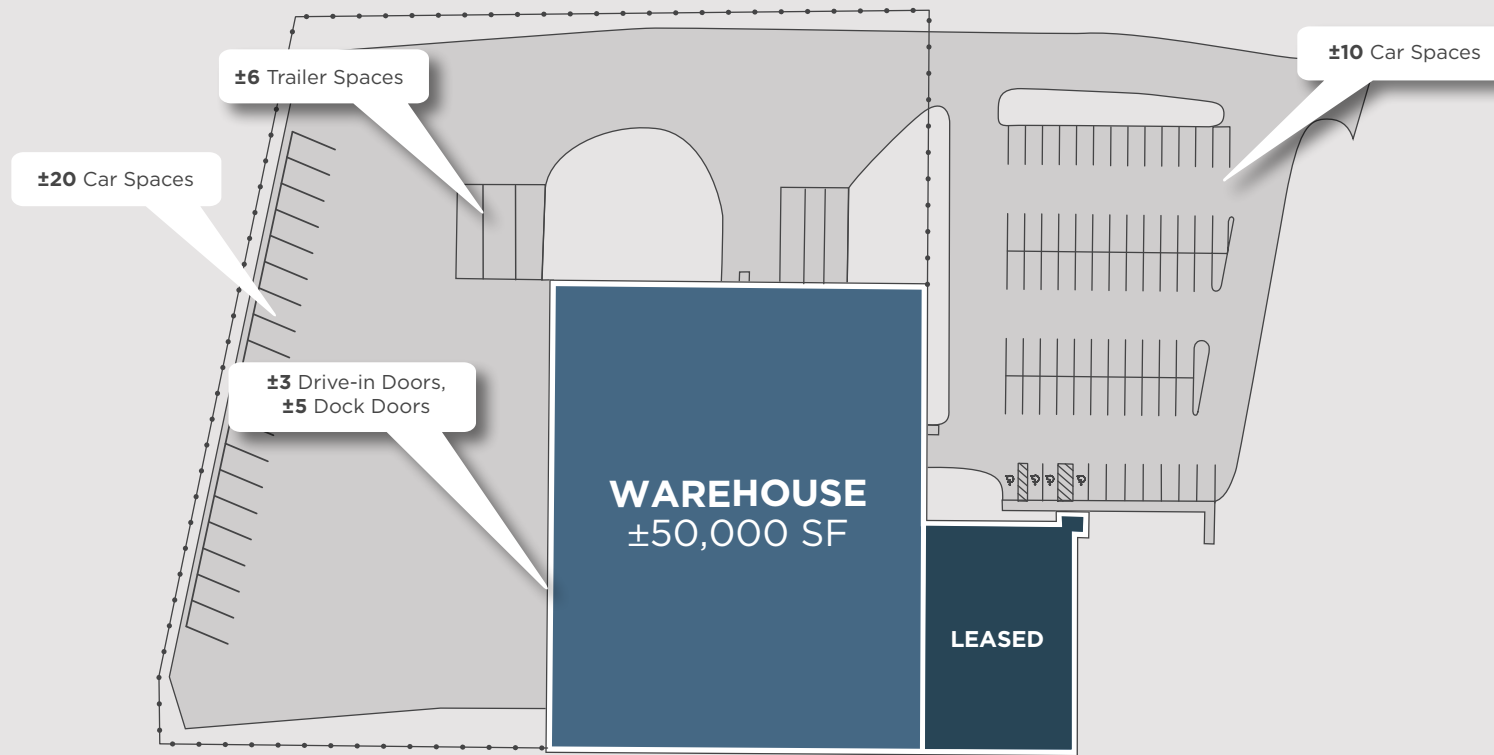 ±10 Car Spaces
±6 Trailer Spaces
±20 Car Spaces
±3 Drive-in Doors,
±5 Dock Doors
WAREHOUSE
±50,000 SF
LEASED